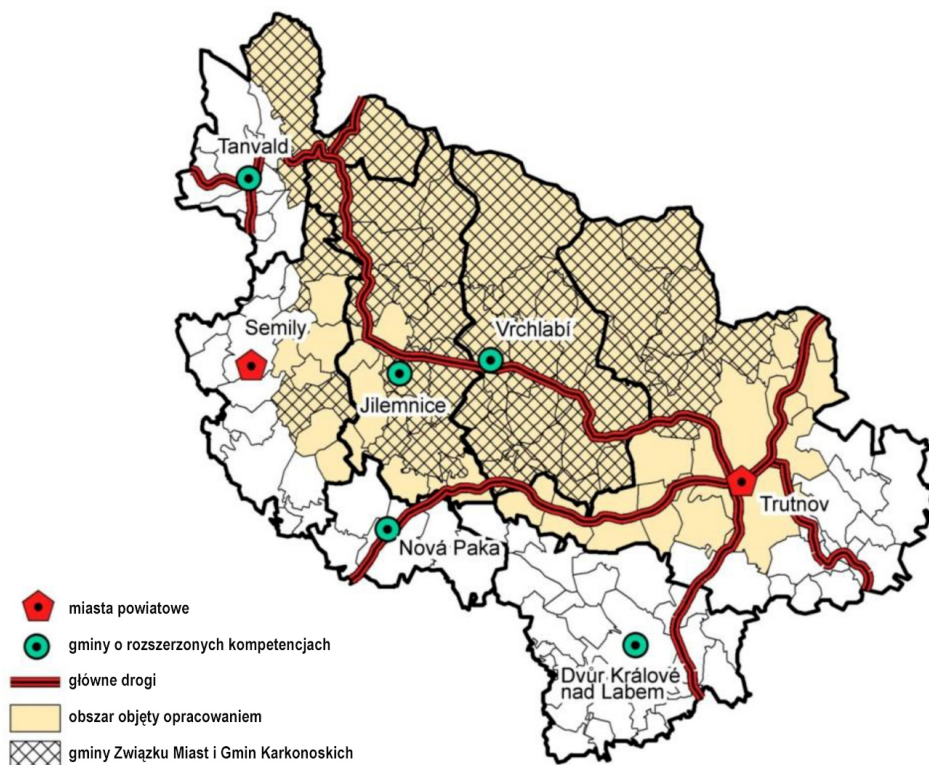 Tanvald
Semily
Vrchlabí
Jilemnice
Trutnov
Nová Paka
Dvůr Králové
nad Labem
miasta powiatowe
gminy o rozszerzonych kompetencjach
główne drogi
obszar objęty opracowaniem
gminy Związku Miast i Gmin Karkonoskich